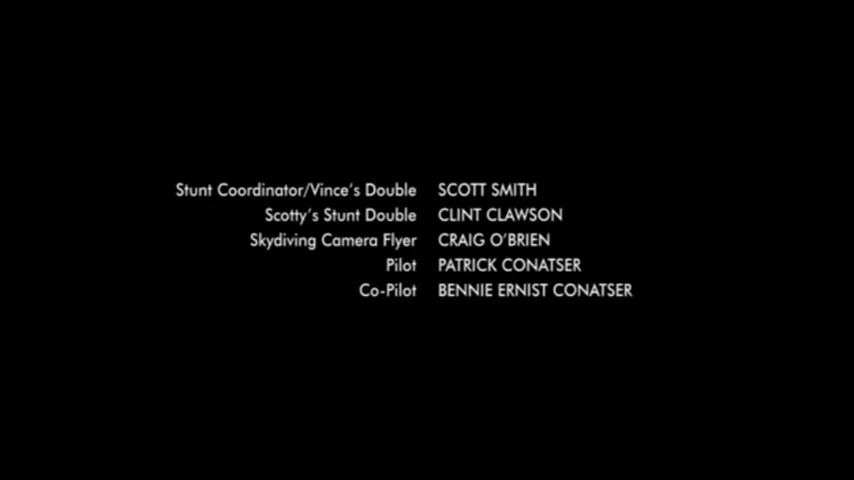 Stunt Coordinator/Vince's Double SCOTT SMITH
Scotty's Stunt Double CLINT CLAWSON
Skydiving Camera Flyer CRAIG O'BRIEN
Pilot PATRICK CONATSER
Co-Pilot BENNIE ERNIST CONATSER